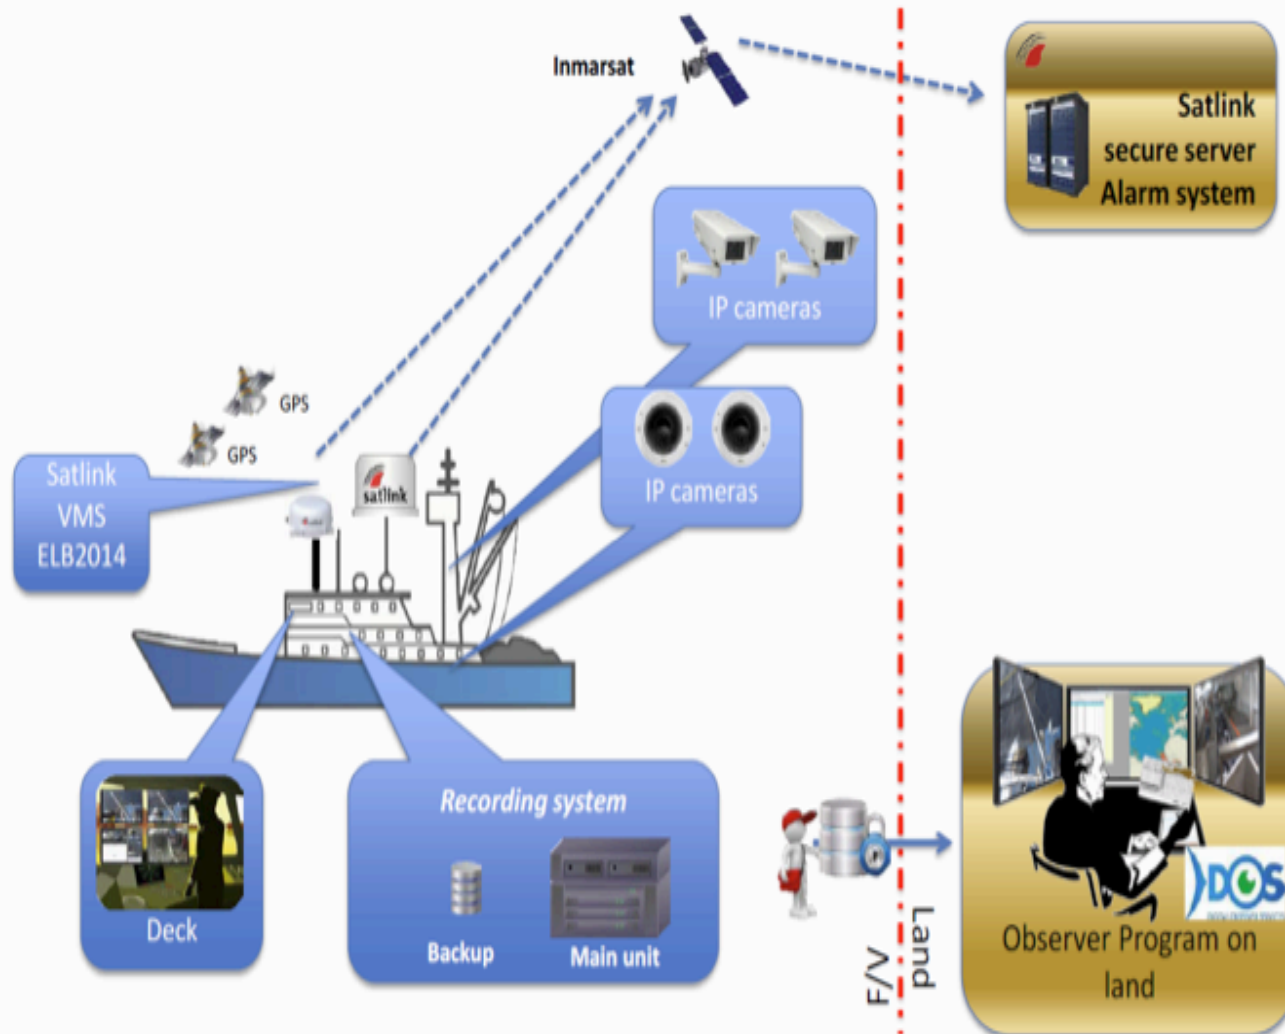 Inmarsat
Satlink
secure server
Alarm system
IP cameras
GPS
GPS
IP cameras
Satlink
VMS
ELB2014
satlink
Recording system
Backup
Main unit
Deck
F/V
Land
DOS
Observer Program on
land